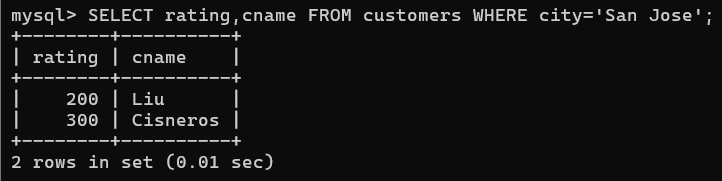 mysql> SELECT rating,cname FROM customers WHERE city='San Jose';
+--------+----------+
| rating | cname    |
+--------+----------+
|    200 | Liu      |
|    300 | Cisneros |
+--------+----------+
2 rows in set (0.01 sec)